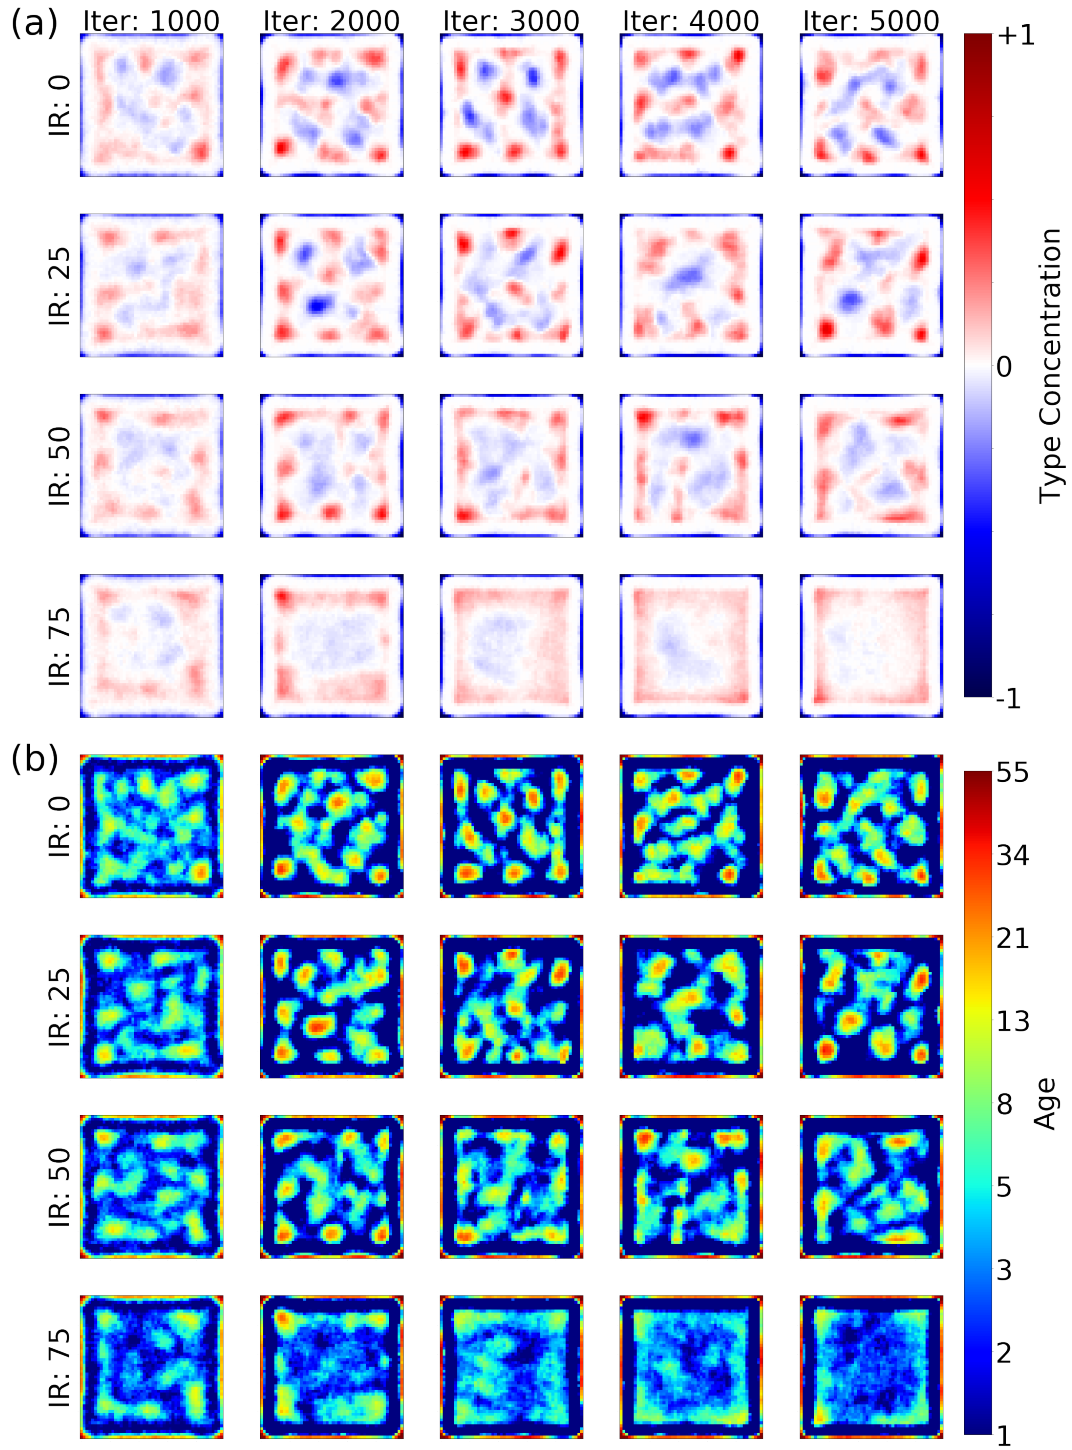 (a)
Iter: 1000 Iter: 2000 Iter: 3000 Iter: 4000 Iter: 5000
IR: 0
IR: 25
IR: 50
IR: 75
+1
0
-1
Type Concentration
(b)
IR: 0
IR: 25
IR: 50
IR: 75
55
34
21
13
8
5
3
2
1
Age